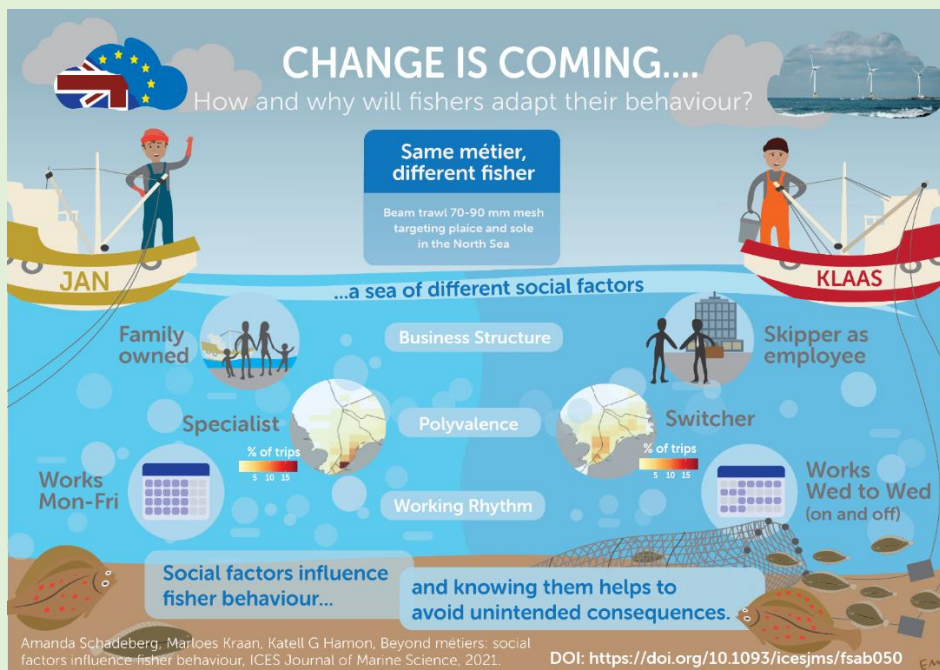 CHANGE IS COMING....
How and why will fishers adapt their behaviour?
Same métier,
different fisher
Beam trawl 70-90 mm mesh
targeting plaice and sole
in the North Sea
JAN
KLAAS
...a sea of different social factors
Family
owned
Business Structure
Skipper as
employee
Specialist
% of trips
5 10 15
Polyvalence
Switcher
% of trips
5 10 15
Works
Mon-Fri
Working Rhythm
Works
Wed to Wed
(on and off)
Social factors influence
fisher behaviour...
and knowing them helps to
avoid unintended consequences.
Amanda Schadeberg, Marloes Kraan, Katell G Hamon, Beyond métiers: social
factors influence fisher behaviour, ICES Journal of Marine Science, 2021.
DOI: https://doi.org/10.1093/icesjms/fsab050